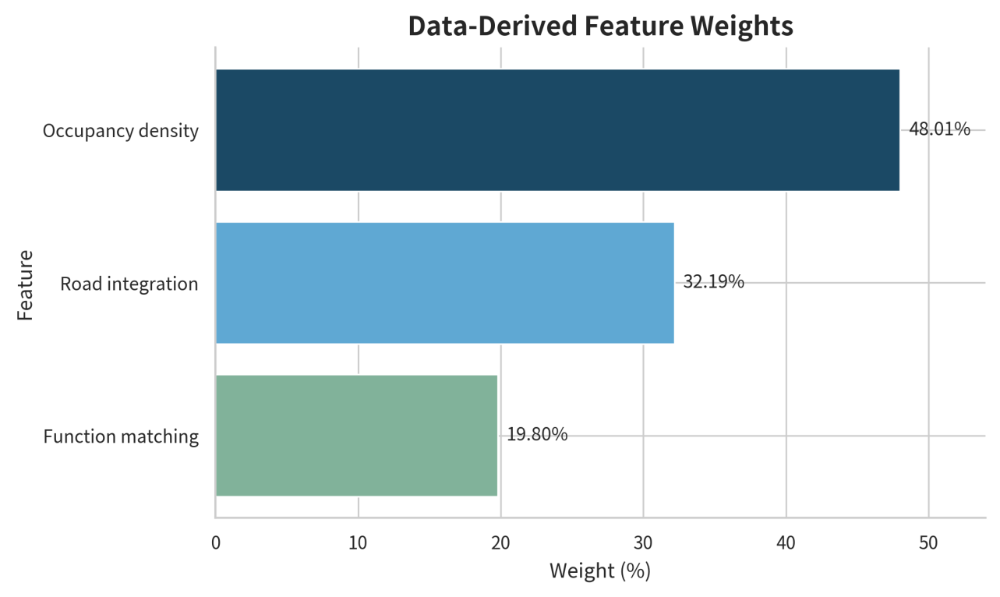 Data-Derived Feature Weights
Occupancy density
48.01%
Road integration
32.19%
Function matching
19.80%
Feature
0 10 20 30 40 50
Weight (%)